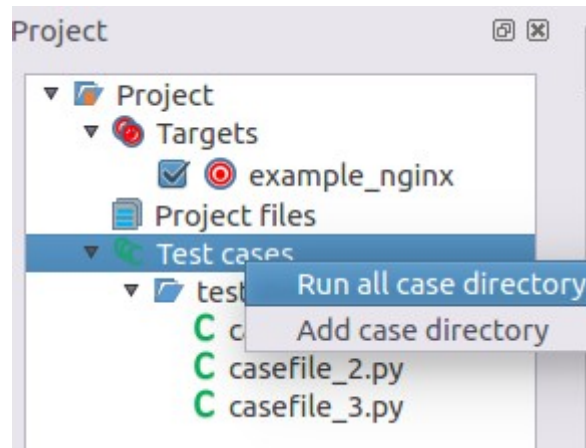 Project
Project
Targets
example_nginx
Project files
Test cases
Run all case directory
test
Add case directory
casefile_2.py
casefile_3.py